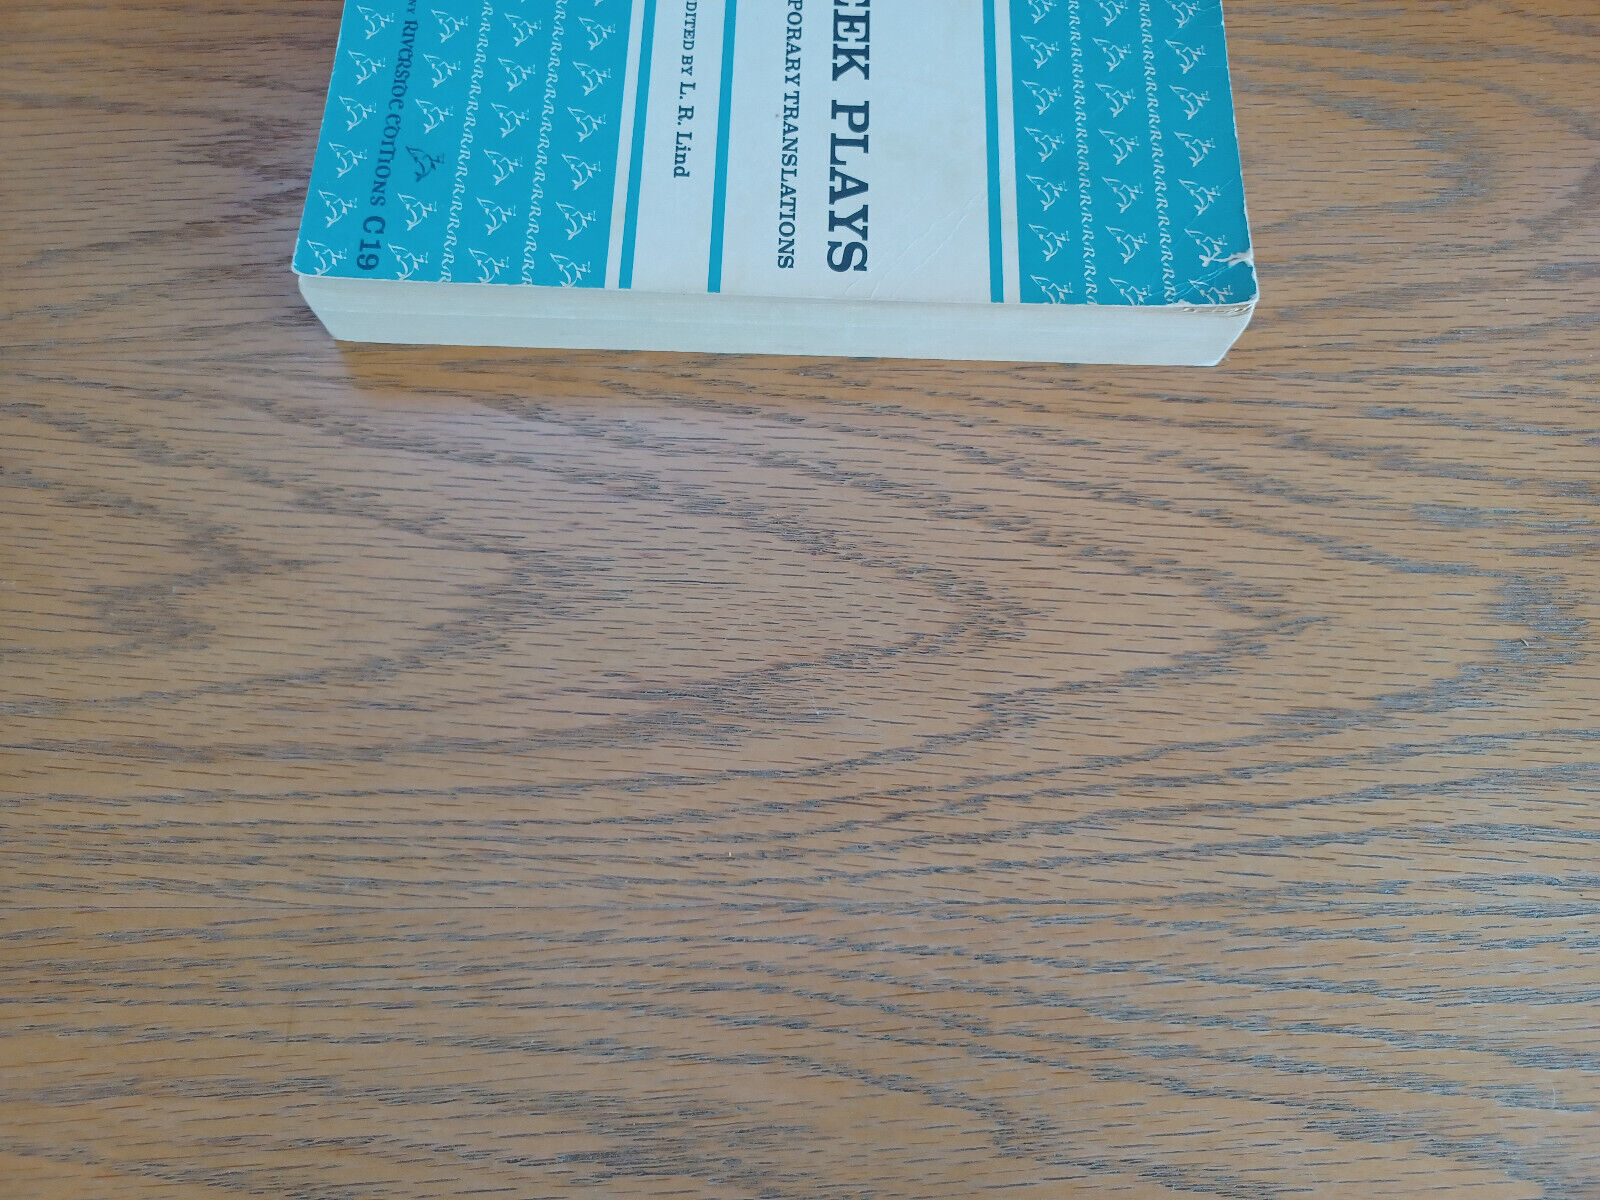 EEK PLAYS
PORARY TRANSLATIONS
DITED BY L. R. Lind
RIVERSIDE EDITIONS C19